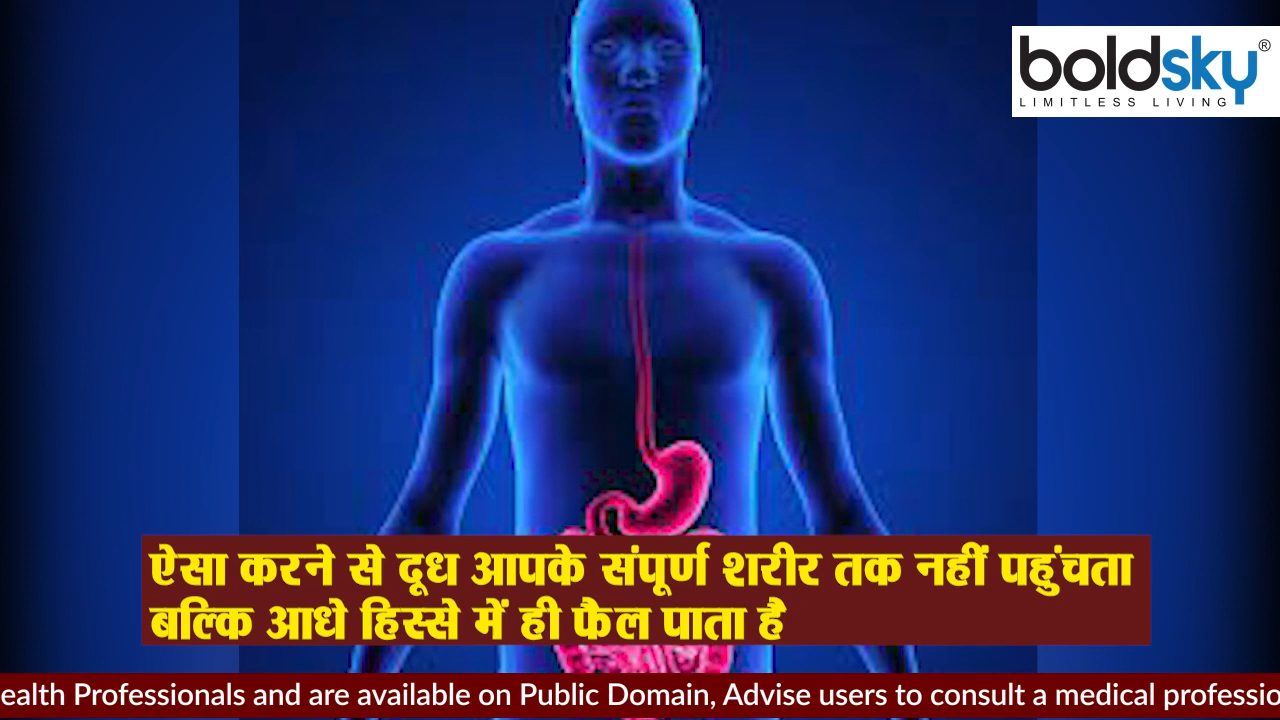 boldsky®
LIMITLESS LIVING
ऐसा करने से दूध आपके संपूर्ण शरीर तक नहीं पहुंचता
बल्कि आधे हिस्से में ही फैल पाता है
ealth Professionals and are available on Public Domain, Advise users to consult a medical professio